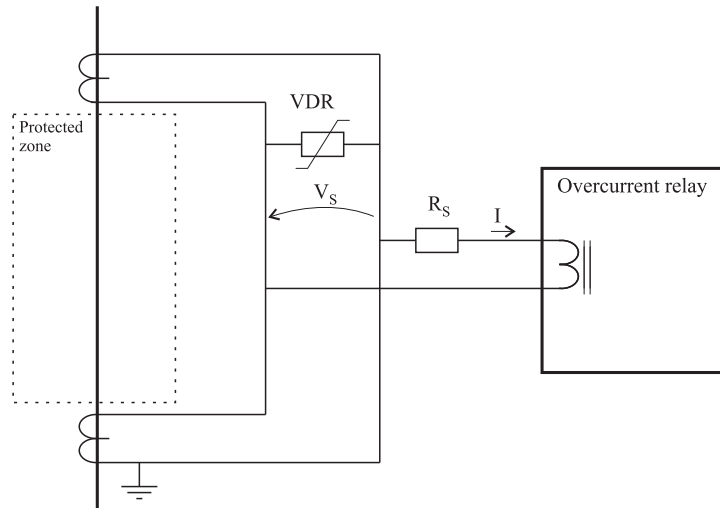 VDR
Protected
zone
Overcurrent relay
V_S
R_S
I